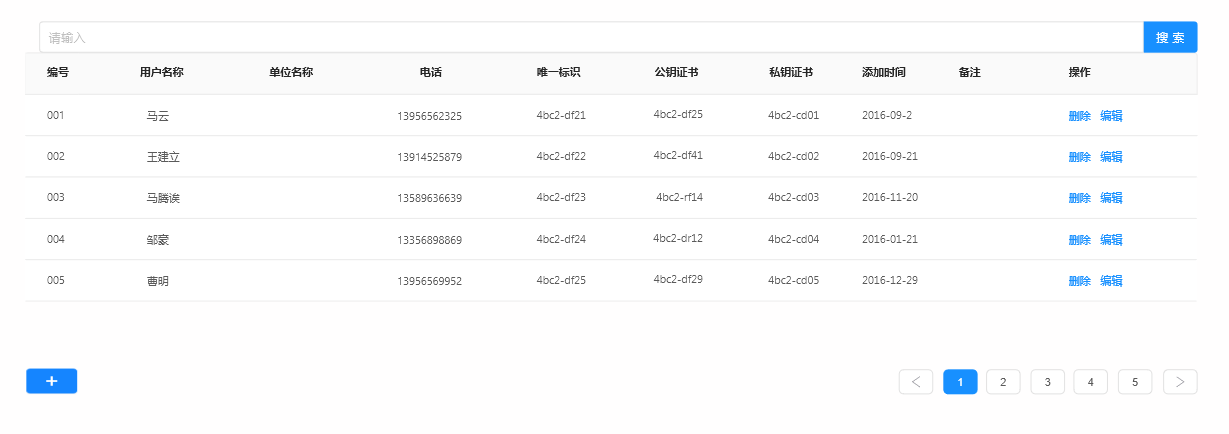 请输入 搜 索
编号 用户名称 单位名称 电话 唯一标识 公钥证书 私钥证书 添加时间 备注 操作
001 马云 13956562325 4bc2-df21 4bc2-df25 4bc2-cd01 2016-09-2 删除 编辑
002 王建立 13914525879 4bc2-df22 4bc2-df41 4bc2-cd02 2016-09-21 删除 编辑
003 马腾诶 13589636639 4bc2-df23 4bc2-rf14 4bc2-cd03 2016-11-20 删除 编辑
004 邹豪 13356898869 4bc2-df24 4bc2-dr12 4bc2-cd04 2016-01-21 删除 编辑
005 曹明 13956569952 4bc2-df25 4bc2-df29 4bc2-cd05 2016-12-29 删除 编辑
+ < 1 2 3 4 5 >